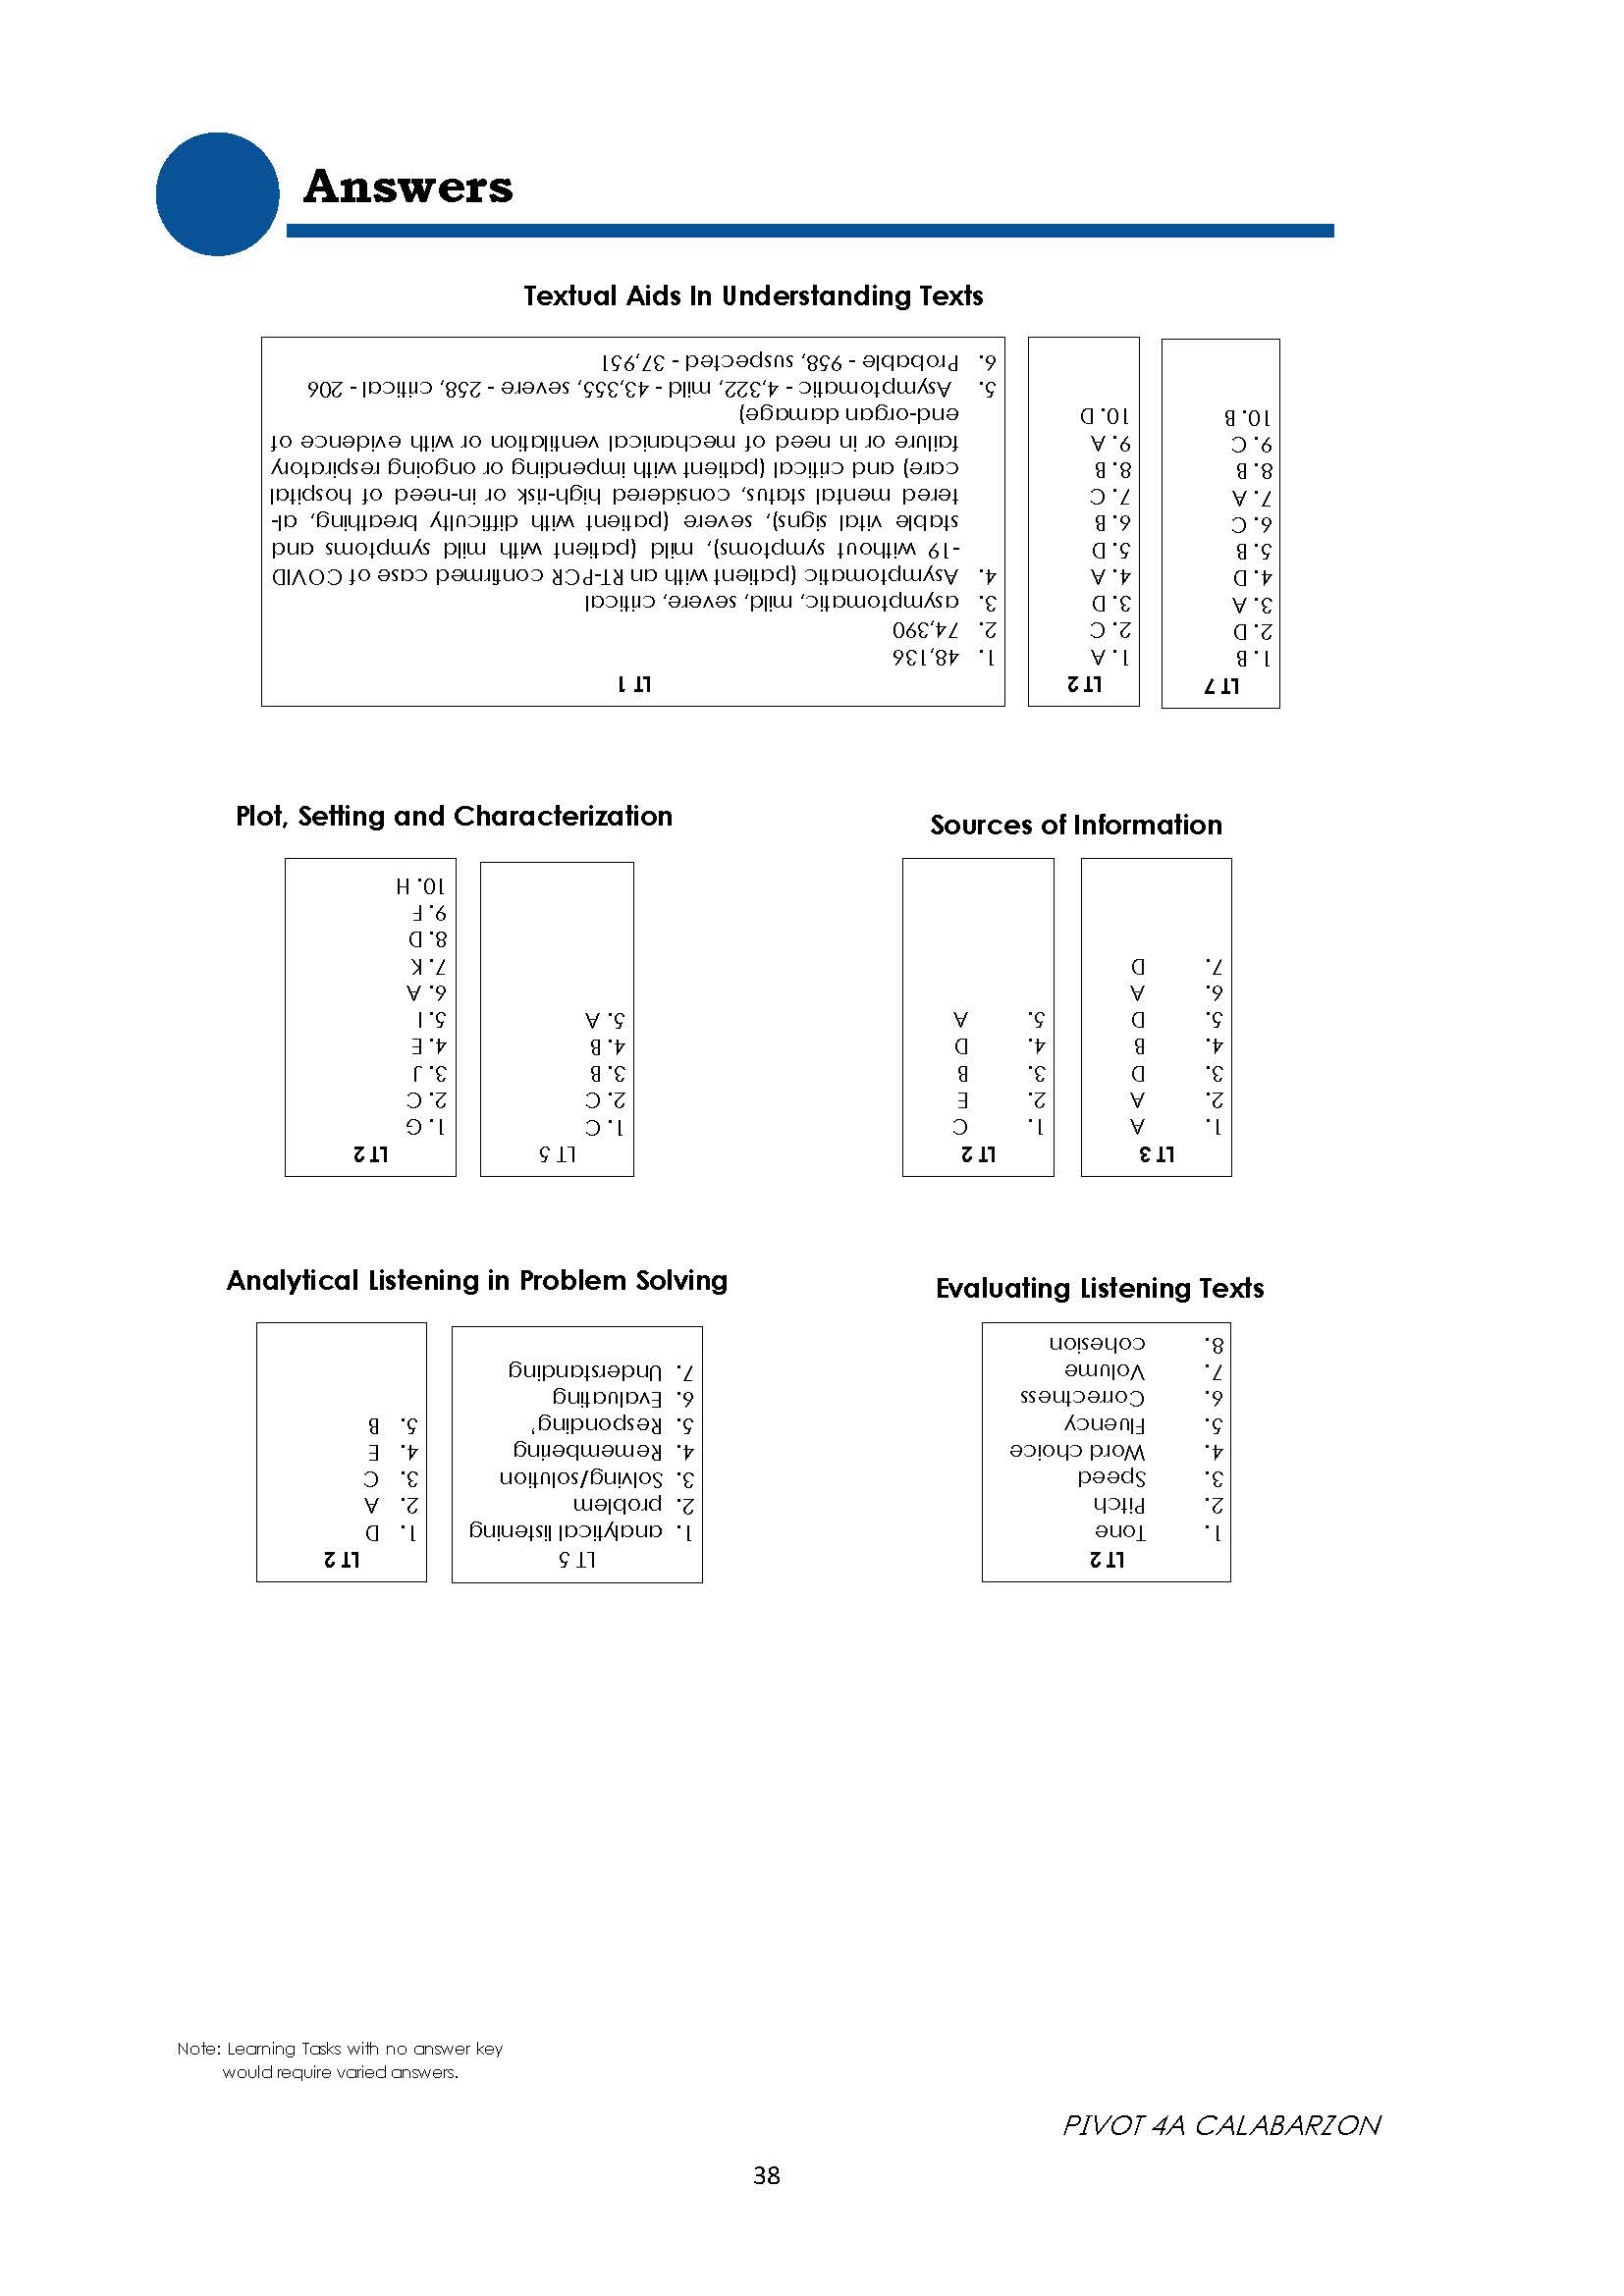 Answers
Textual Aids In Understanding Texts
LT 1
1. 48,136
2. 74,390
3. asymptomatic, mild, severe, critical
4. Asymptomatic (patient with an RT-PCR confirmed case of COVID
-19 without symptoms), mild (patient with mild symptoms and
stable vital signs), severe (patient with difficulty breathing, al-
tered mental status, considered high-risk or in-need of hospital
care) and critical (patient with impending or ongoing respiratory
failure or in need of mechanical ventilation or with evidence of
end-organ damage)
5. Asymptomatic - 4,322, mild - 43,355, severe - 258, critical - 206
6. Probable - 958, suspected - 37,951
LT 2
1. A
2. C
3. D
4. A
5. D
6. B
7. C
8. B
9. A
10. D
LT 7
1. B
2. D
3. A
4. D
5. B
6. C
7. A
8. B
9. C
10. B
Plot, Setting and Characterization
LT 2
1. G
2. C
3. J
4. E
5. I
6. A
7. K
8. D
9. F
10. H
LT 5
1. C
2. C
3. B
4. B
5. A
Sources of Information
LT 2
1. C
2. E
3. B
4. D
5. A
LT 3
1. A
2. A
3. D
4. B
5. D
6. A
7. D
Analytical Listening in Problem Solving
LT 2
1. D
2. A
3. C
4. E
5. B
LT 5
1. analytical listening
2. problem
3. Solving/solution
4. Remembering
5. Responding'
6. Evaluating
7. Understanding
Evaluating Listening Texts
LT 2
1. Tone
2. Pitch
3. Speed
4. Word choice
5. Fluency
6. Correctness
7. Volume
8. cohesion
Note: Learning Tasks with no answer key
would require varied answers.
PIVOT 4A CALABARZON
38